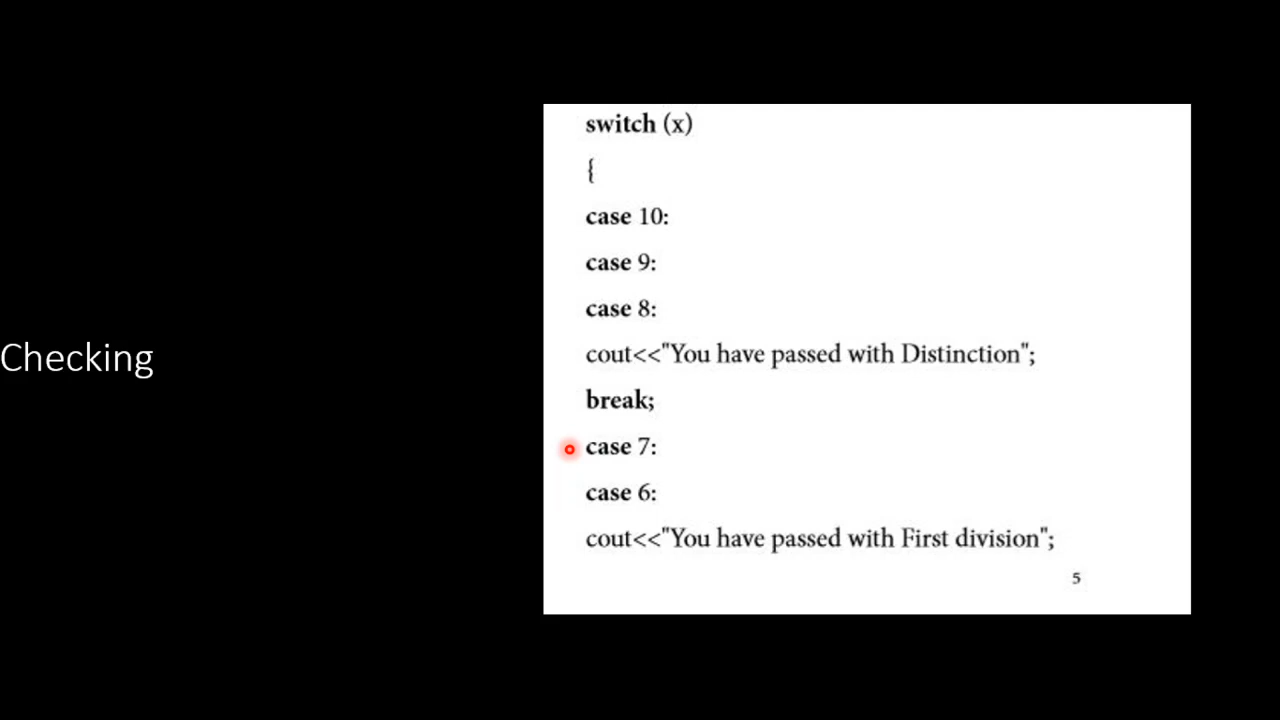 Checking
switch (x)
{
case 10:
case 9:
case 8:
cout<<"You have passed with Distinction";
break;
case 7:
case 6:
cout<<"You have passed with First division";
5